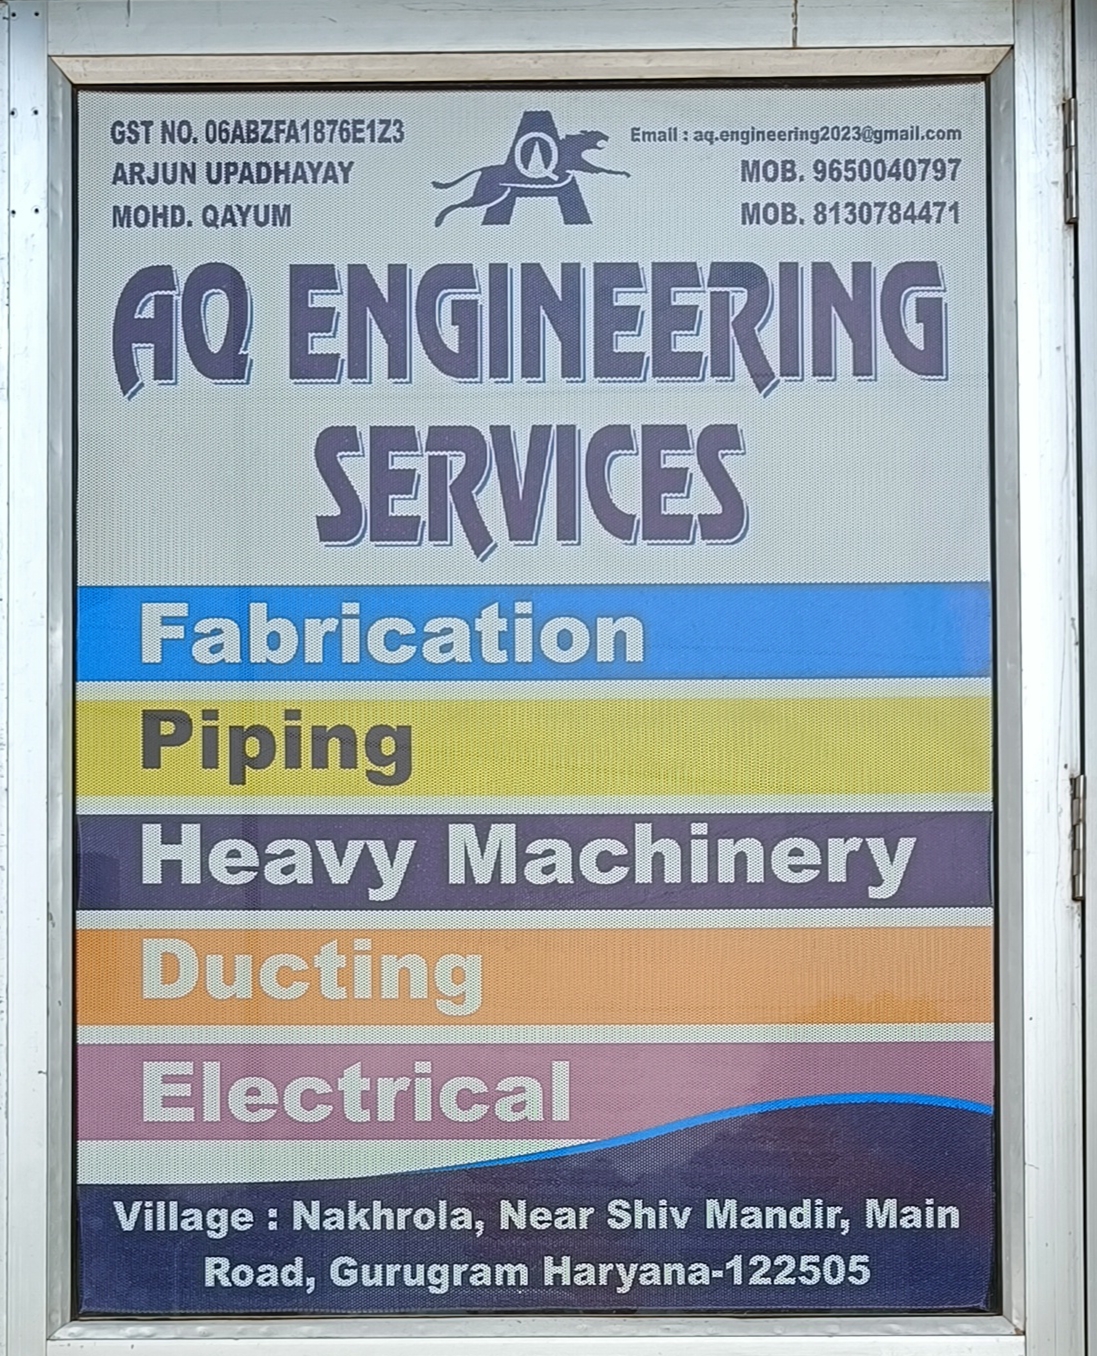 GST NO. 06ABZFA1876E1Z3
ARJUN UPADHAYAY
MOHD. QAYUM
AQ
Email : aq.engineering2023@gmail.com
MOB. 9650040797
MOB. 8130784471
AQ ENGINEERING
SERVICES
Fabrication
Piping
Heavy Machinery
Ducting
Electrical
Village : Nakhrola, Near Shiv Mandir, Main
Road, Gurugram Haryana-122505